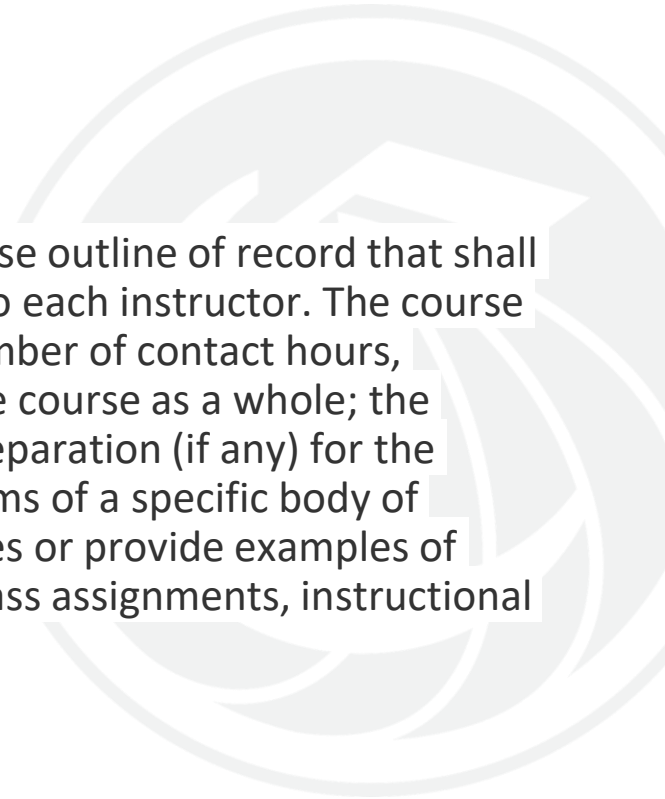 se outline of record that shall
o each instructor. The course
mber of contact hours,
e course as a whole; the
eparation (if any) for the
ms of a specific body of
es or provide examples of
ass assignments, instructional